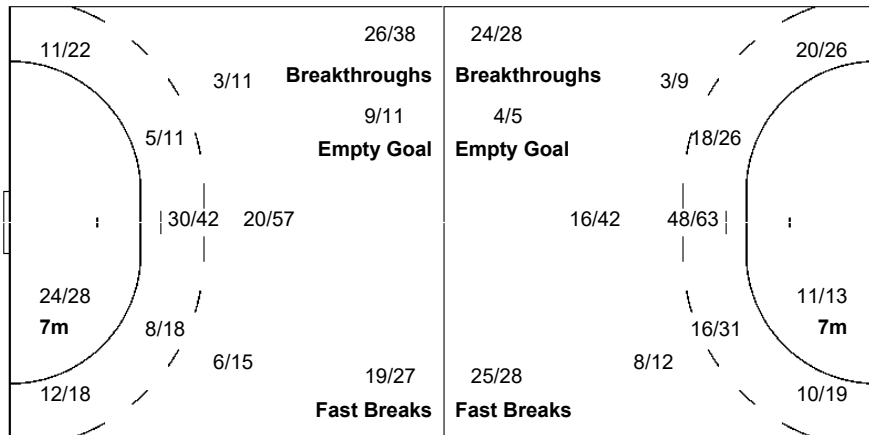 26/38 24/28
11/22 20/26
Breakthroughs Breakthroughs
3/11 3/9
9/11 4/5
5/11 18/26
Empty Goal Empty Goal
30/42 20/57 16/42 48/63
24/28 11/13
7m 8/18 16/31 7m
6/15 8/12
19/27 25/28
12/18 10/19
Fast Breaks Fast Breaks